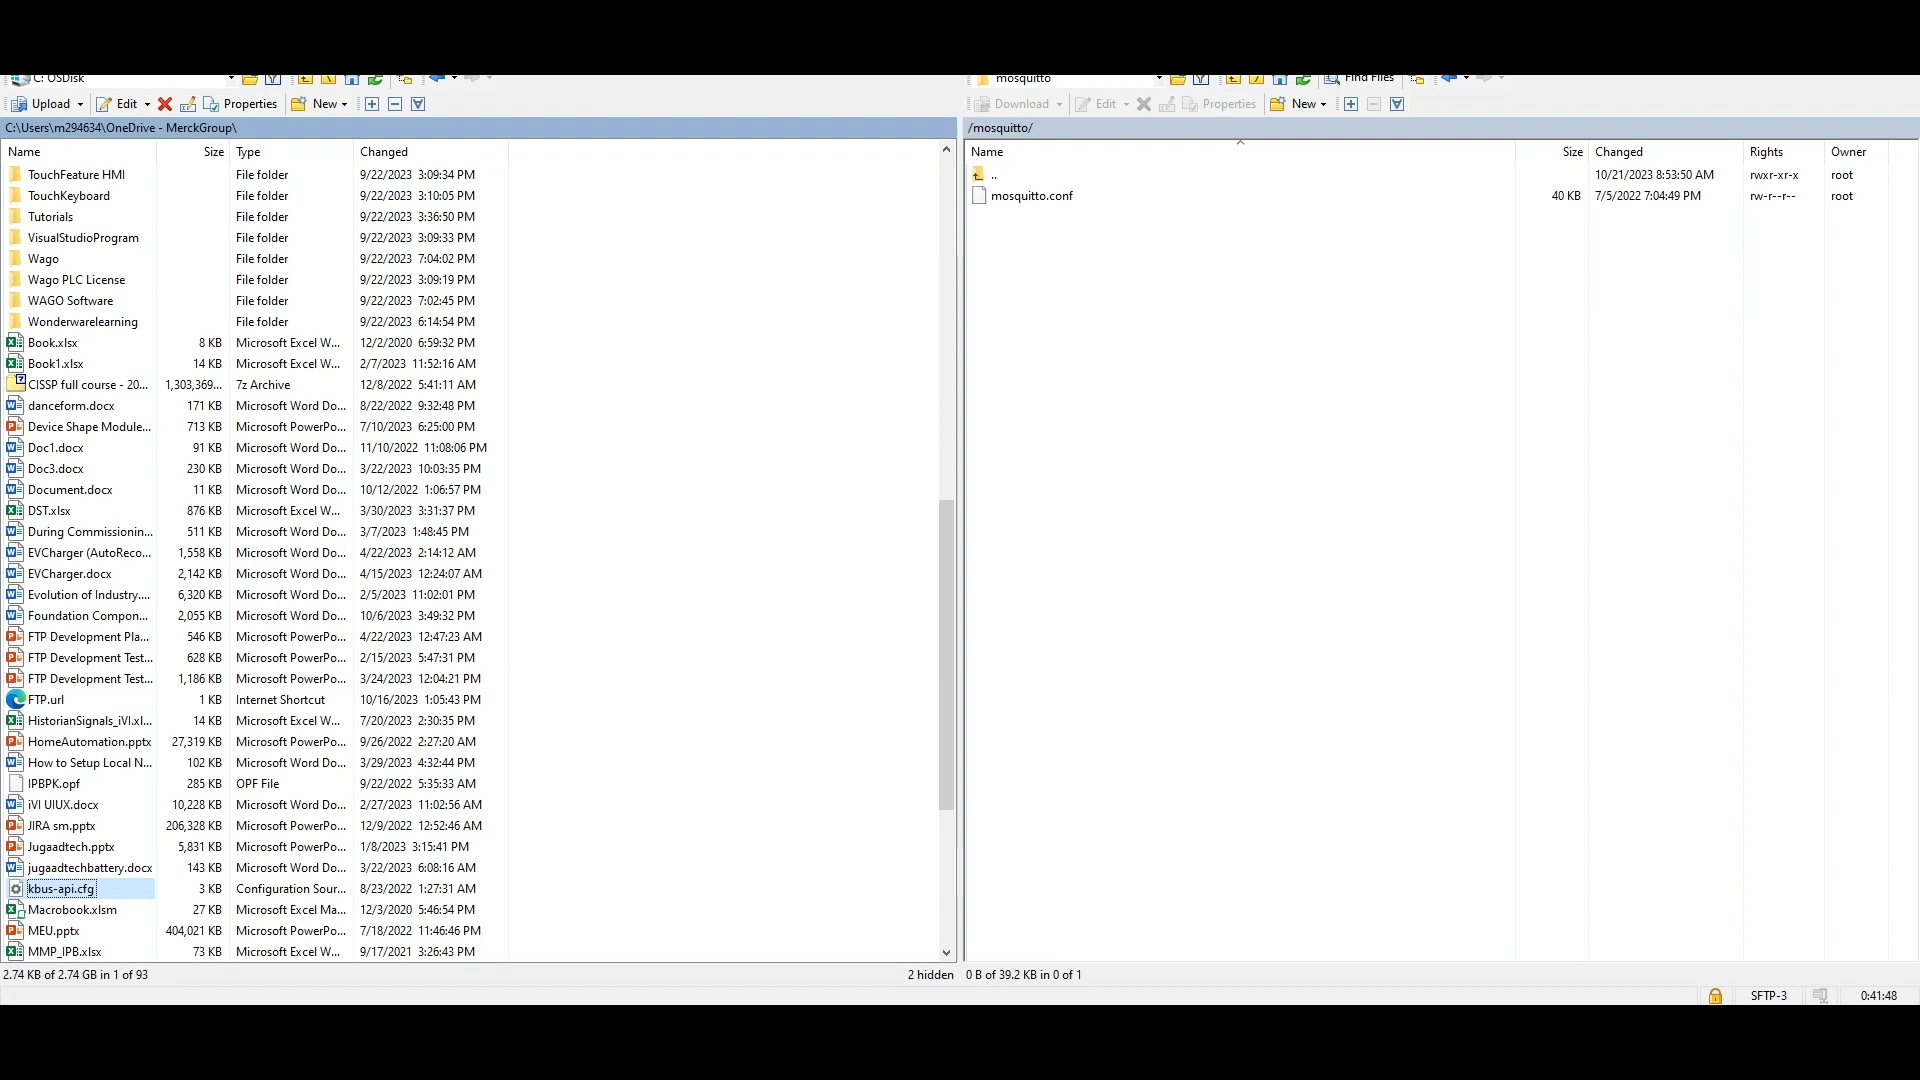 C: OSDisk
mosquitto Find Files
Upload Edit Properties New
Download Edit Properties New
C:\Users\m294634\OneDrive - MerckGroup\
/mosquitto/
Name Size Type Changed
TouchFeature HMI File folder 9/22/2023 3:09:34 PM
TouchKeyboard File folder 9/22/2023 3:10:05 PM
Tutorials File folder 9/22/2023 3:36:50 PM
VisualStudioProgram File folder 9/22/2023 3:09:33 PM
Wago File folder 9/22/2023 7:04:02 PM
Wago PLC License File folder 9/22/2023 3:09:19 PM
WAGO Software File folder 9/22/2023 7:02:45 PM
Wonderwarelearning File folder 9/22/2023 6:14:54 PM
Book.xlsx 8 KB Microsoft Excel W... 12/2/2020 6:59:32 PM
Book1.xlsx 14 KB Microsoft Excel W... 2/7/2023 11:52:16 AM
CISSP full course - 20... 1,303,369... 7z Archive 12/8/2022 5:41:11 AM
danceform.docx 171 KB Microsoft Word Do... 8/22/2022 9:32:48 PM
Device Shape Module... 713 KB Microsoft PowerPo... 7/10/2023 6:25:00 PM
Doc1.docx 91 KB Microsoft Word Do... 11/10/2022 11:08:06 PM
Doc3.docx 230 KB Microsoft Word Do... 3/22/2023 10:03:35 PM
Document.docx 11 KB Microsoft Word Do... 10/12/2022 1:06:57 PM
DST.xlsx 876 KB Microsoft Excel W... 3/30/2023 3:31:37 PM
During Commissionin... 511 KB Microsoft Word Do... 3/7/2023 1:48:45 PM
EVCharger (AutoReco... 1,558 KB Microsoft Word Do... 4/22/2023 2:14:12 AM
EVCharger.docx 2,142 KB Microsoft Word Do... 4/15/2023 12:24:07 AM
Evolution of Industry.... 6,320 KB Microsoft Word Do... 2/5/2023 11:02:01 PM
Foundation Compon... 2,055 KB Microsoft Word Do... 10/6/2023 3:49:32 PM
FTP Development Pla... 546 KB Microsoft PowerPo... 4/22/2023 12:47:23 AM
FTP Development Test... 628 KB Microsoft PowerPo... 2/15/2023 5:47:31 PM
FTP Development Test... 1,186 KB Microsoft PowerPo... 3/24/2023 12:04:21 PM
FTP.url 1 KB Internet Shortcut 10/16/2023 1:05:43 PM
HistorianSignals_iVI.xl... 14 KB Microsoft Excel W... 7/20/2023 2:30:35 PM
HomeAutomation.pptx 27,319 KB Microsoft PowerPo... 9/26/2022 2:27:20 AM
How to Setup Local N... 102 KB Microsoft Word Do... 3/29/2023 4:32:44 PM
IPBPK.opf 285 KB OPF File 9/22/2022 5:35:33 AM
iVI UIUX.docx 10,228 KB Microsoft Word Do... 2/27/2023 11:02:56 AM
JIRA sm.pptx 206,328 KB Microsoft PowerPo... 12/9/2022 12:52:46 AM
Jugaadtech.pptx 5,831 KB Microsoft PowerPo... 1/8/2023 3:15:41 PM
jugaadtechbattery.docx 143 KB Microsoft Word Do... 3/22/2023 6:08:16 AM
kbus-api.cfg 3 KB Configuration Sour... 8/23/2022 1:27:31 AM
Macrobook.xlsm 27 KB Microsoft Excel Ma... 12/3/2020 5:46:54 PM
MEU.pptx 404,021 KB Microsoft PowerPo... 7/18/2022 11:46:46 PM
MMP_IPB.xlsx 73 KB Microsoft Excel W... 9/17/2021 3:26:43 PM
2.74 KB of 2.74 GB in 1 of 93 2 hidden
Name Size Changed Rights Owner
.. 10/21/2023 8:53:50 AM rwxr-xr-x root
mosquitto.conf 40 KB 7/5/2022 7:04:49 PM rw-r--r-- root
0 B of 39.2 KB in 0 of 1
SFTP-3 0:41:48